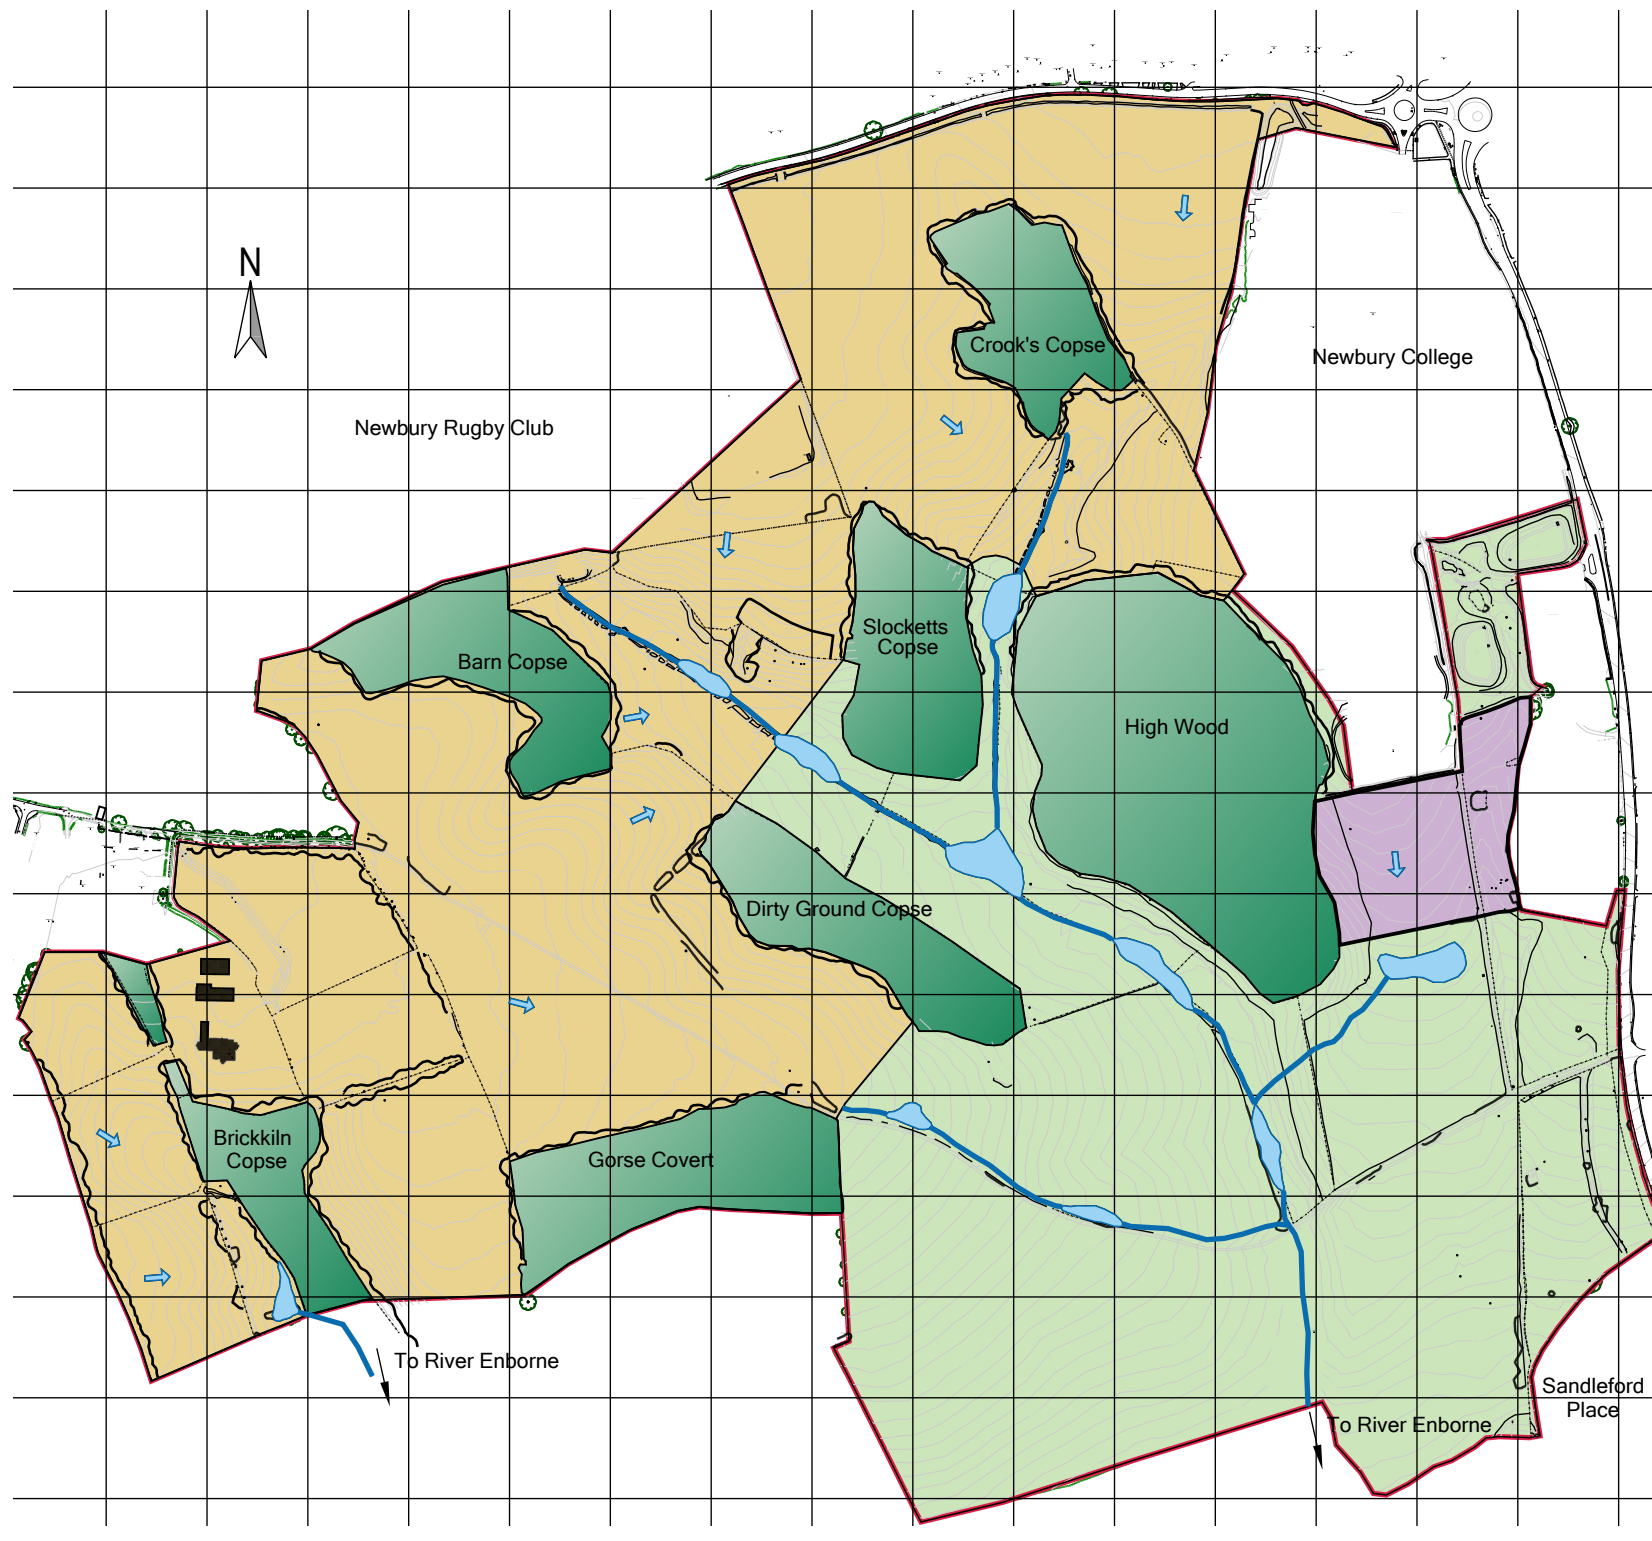 N
Crook's Copse
Newbury College
Newbury Rugby Club
Slocketts
Copse
Barn Copse
High Wood
Dirty Ground Copse
Brickkiln
Copse
Gorse Covert
To River Enborne
Sandleford
Place
To River Enborne